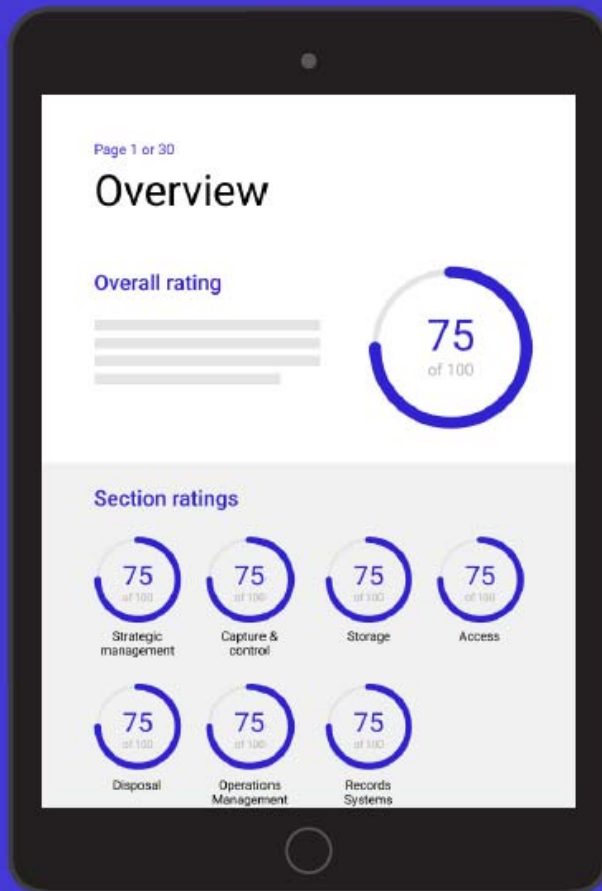 Page 1 or 30
Overview
Overall rating
75
of 100
Section ratings
75
of 100
Strategic
management
75
of 100
Capture &
control
75
of 100
Storage
75
of 100
Access
75
of 100
Disposal
75
of 100
Operations
Management
75
of 100
Records
Systems